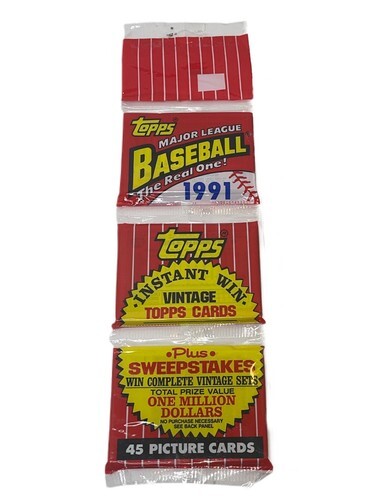 Topps
MAJOR LEAGUE
BASEBALL
The Real One!
1991
Topps
•INSTANT WIN•
VINTAGE
TOPPS CARDS
•Plus•
SWEEPSTAKES
WIN COMPLETE VINTAGE SETS
TOTAL PRIZE VALUE
ONE MILLION
DOLLARS
NO PURCHASE NECESSARY
SEE BACK PANEL
45 PICTURE CARDS